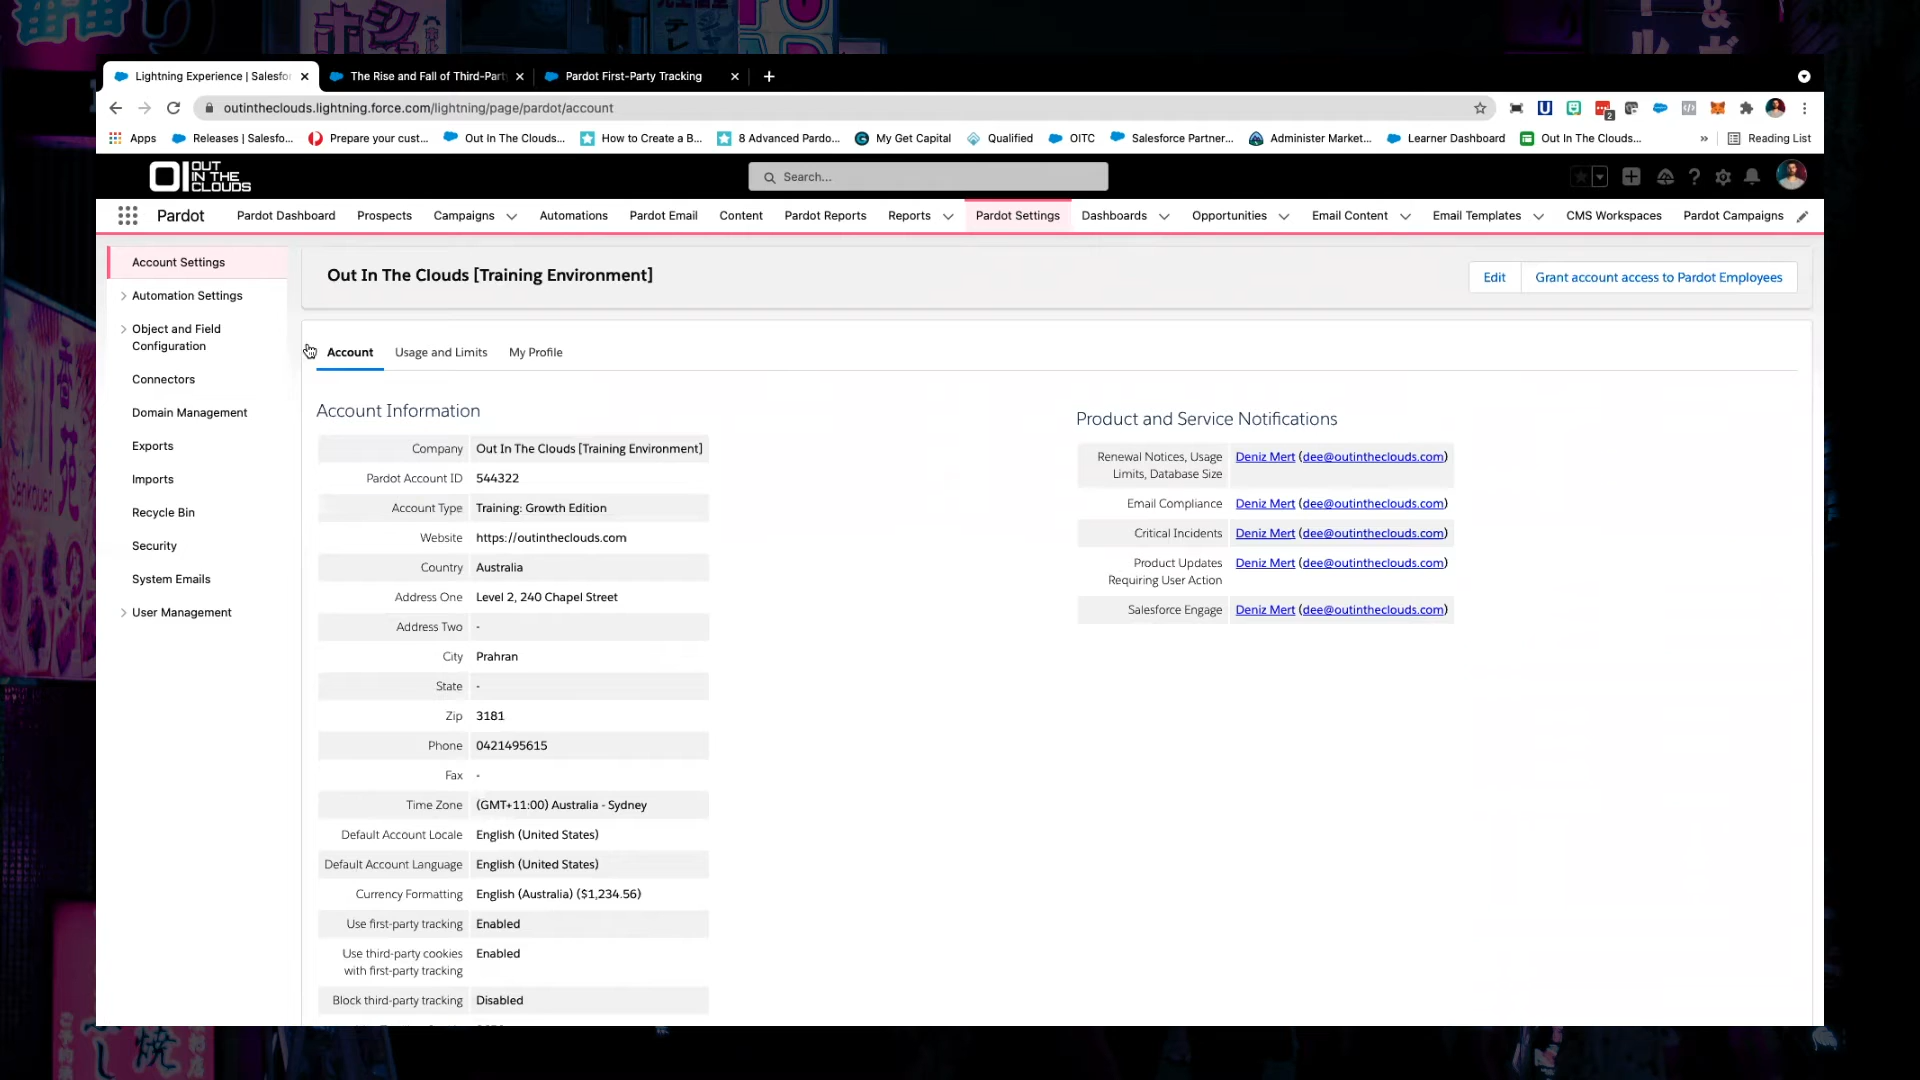 Lightning Experience | Salesfo
The Rise and Fall of Third-Part
Pardot First-Party Tracking
outintheclouds.lightning.force.com/lightning/page/pardot/account
2
Apps
Releases | Salesfo...
Prepare your cust...
Out In The Clouds...
How to Create a B...
8 Advanced Pardo...
My Get Capital
Qualified
OITC
Salesforce Partner...
Administer Market...
Learner Dashboard
Out In The Clouds...
»
Reading List
OUT
IN THE
CLOUDS
Search...
Pardot
Pardot Dashboard
Prospects
Campaigns
Automations
Pardot Email
Content
Pardot Reports
Reports
Pardot Settings
Dashboards
Opportunities
Email Content
Email Templates
CMS Workspaces
Pardot Campaigns
Account Settings
Automation Settings
Object and Field
Configuration
Connectors
Domain Management
Exports
Imports
Recycle Bin
Security
System Emails
User Management
Out In The Clouds [Training Environment]
Edit
Grant account access to Pardot Employees
Account
Usage and Limits
My Profile
Account Information
Company Out In The Clouds [Training Environment]
Pardot Account ID 544322
Account Type Training: Growth Edition
Website https://outintheclouds.com
Country Australia
Address One Level 2, 240 Chapel Street
Address Two -
City Prahran
State -
Zip 3181
Phone 0421495615
Fax -
Time Zone (GMT+11:00) Australia - Sydney
Default Account Locale English (United States)
Default Account Language English (United States)
Currency Formatting English (Australia) ($1,234.56)
Use first-party tracking Enabled
Use third-party cookies Enabled
with first-party tracking
Block third-party tracking Disabled
Product and Service Notifications
Renewal Notices, Usage Deniz Mert (dee@outintheclouds.com)
Limits, Database Size
Email Compliance Deniz Mert (dee@outintheclouds.com)
Critical Incidents Deniz Mert (dee@outintheclouds.com)
Product Updates Deniz Mert (dee@outintheclouds.com)
Requiring User Action
Salesforce Engage Deniz Mert (dee@outintheclouds.com)